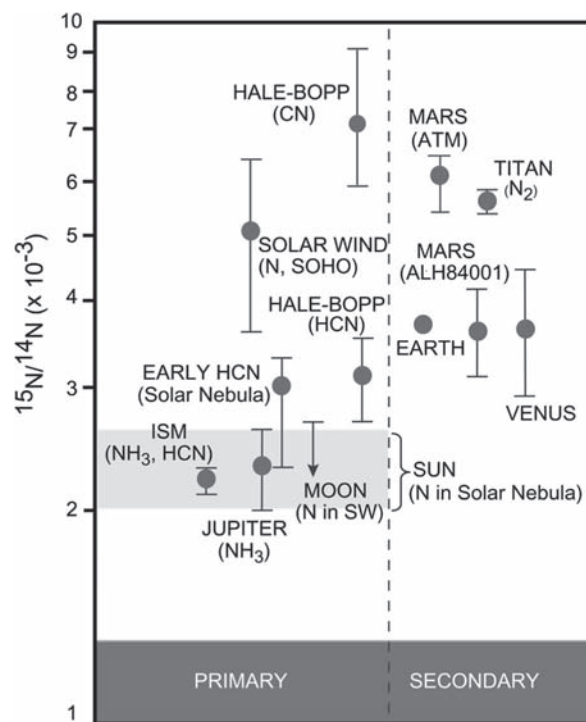 10
9
8
7
6
5
4
3
2
1
15N/14N (x 10-3)
HALE-BOPP
(CN)
MARS
(ATM)
TITAN
(N2)
SOLAR WIND
(N, SOHO)
MARS
(ALH84001)
HALE-BOPP
(HCN)
EARTH
EARLY HCN
(Solar Nebula)
VENUS
ISM
(NH3, HCN)
SUN
(N in Solar Nebula)
MOON
(N in SW)
JUPITER
(NH3)
PRIMARY
SECONDARY